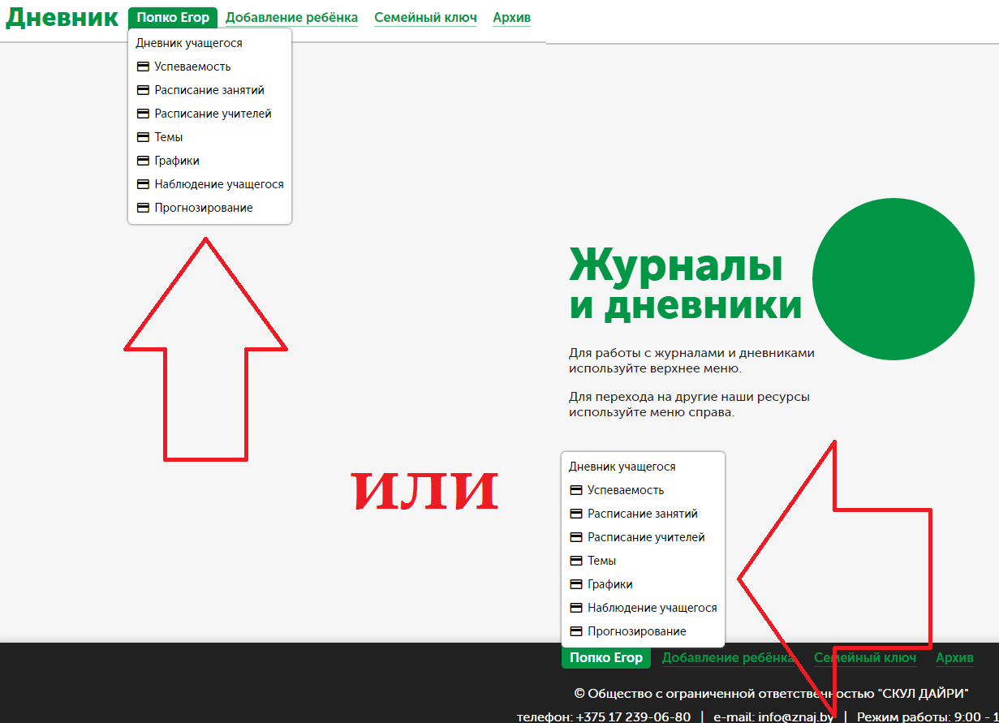 Дневник Попко Егор Добавление ребёнка Семейный ключ Архив
Дневник учащегося
Успеваемость
Расписание занятий
Расписание учителей
Темы
Графики
Наблюдение учащегося
Прогнозирование
Журналы
и дневники
Для работы с журналами и дневниками
используйте верхнее меню.
Для перехода на другие наши ресурсы
используйте меню справа.
или
Дневник учащегося
Успеваемость
Расписание занятий
Расписание учителей
Темы
Графики
Наблюдение учащегося
Прогнозирование
Попко Егор Добавление ребёнка Семейный ключ Архив
© Общество с ограниченной ответственностью "СКУЛ ДАЙРИ"
телефон: +375 17 239-06-80 | e-mail: info@znaj.by | Режим работы: 9:00 - 1